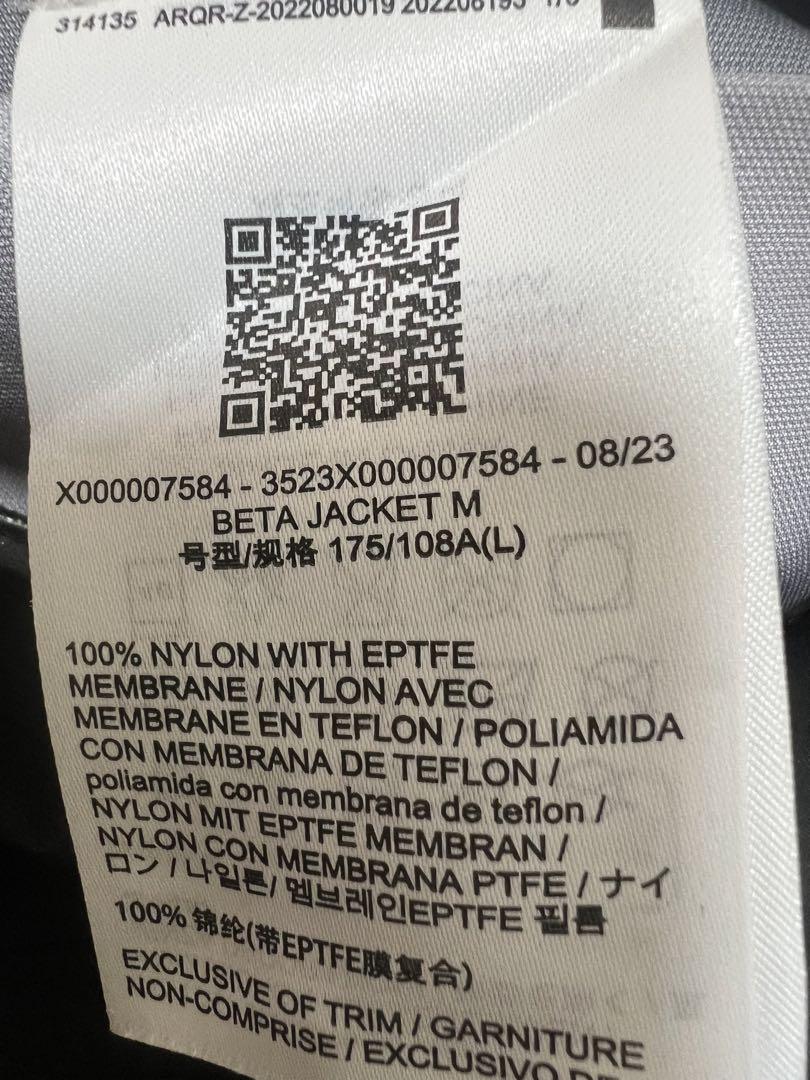 314135 ARQR-Z-2022080019 202208193
X000007584 - 3523X000007584 - 08/23
BETA JACKET M
号型/规格 175/108A(L)
100% NYLON WITH EPTFE
MEMBRANE / NYLON AVEC
MEMBRANE EN TEFLON / POLIAMIDA
CON MEMBRANA DE TEFLON /
poliamida con membrana de teflon /
NYLON MIT EPTFE MEMBRAN /
NYLON CON MEMBRANA PTFE / ナイ
ロン / 나일론/ 멤브레인EPTFE 필름
100% 锦纶(带EPTFE膜复合)
EXCLUSIVE OF TRIM / GARNITURE
NON-COMPRISE / EXCLUSIVO DE